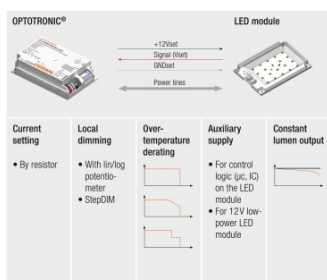 OPTOTRONIC®
LED module
+12Vset
Signal (Vset)
GNDset
Power lines
Current
setting
• By resistor
Local
dimming
• With lin/log
potentio-
meter
• StepDIM
Over-
temperature
derating
Auxiliary
supply
• For control
logic (µc, IC)
on the LED
module
• For 12V low-
power LED
module
Constant
lumen output